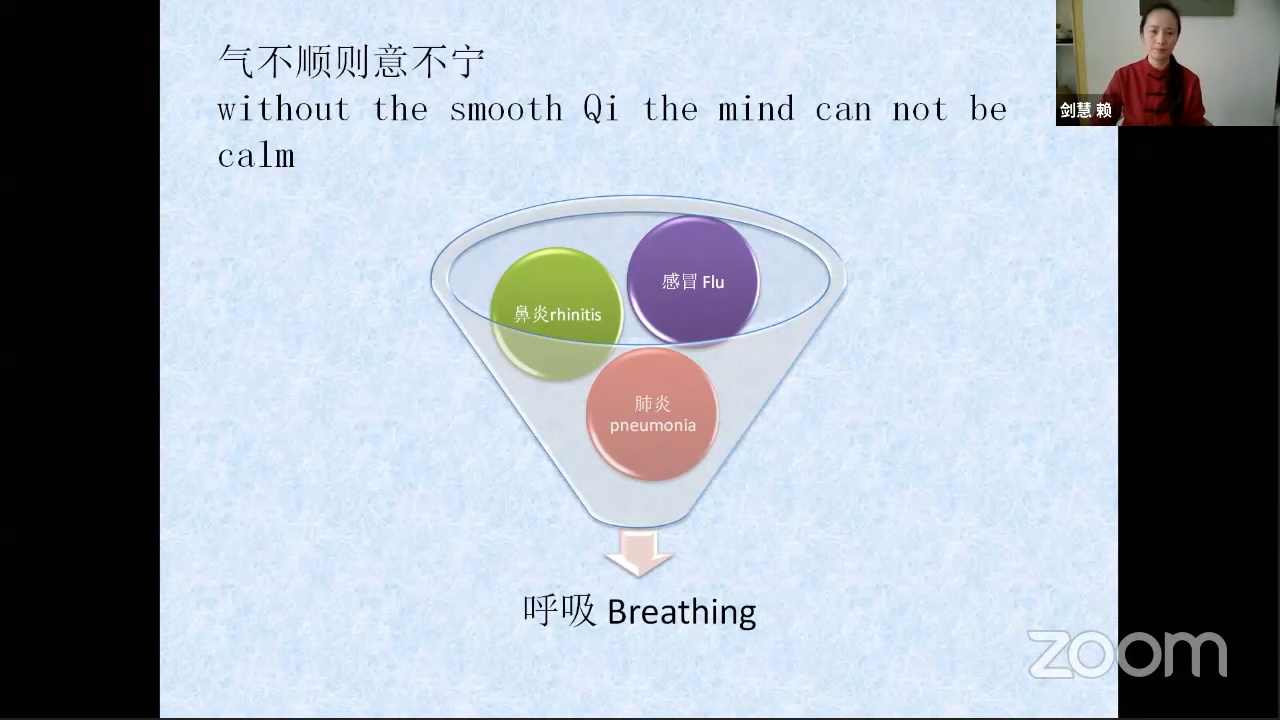 气不顺则意不宁
without the smooth Qi the mind can not be
calm
剑慧 赖
感冒 Flu
鼻炎rhinitis
肺炎
pneumonia
呼吸 Breathing
zoom